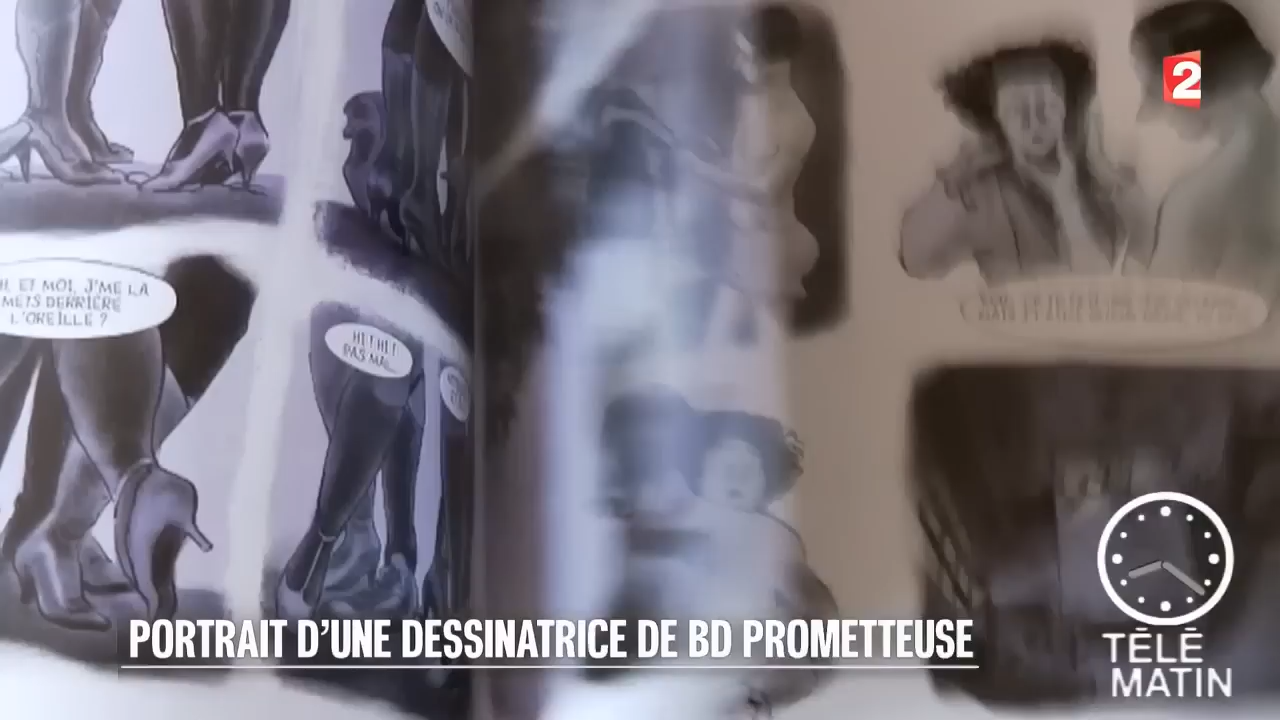 2
H, ET MOI, J'ME LA
METS DERRIÈRE
L'OREILLE ?
HI ! HI !
PAS MAL...
PORTRAIT D'UNE DESSINATRICE DE BD PROMETTEUSE
TÉLÉ
MATIN